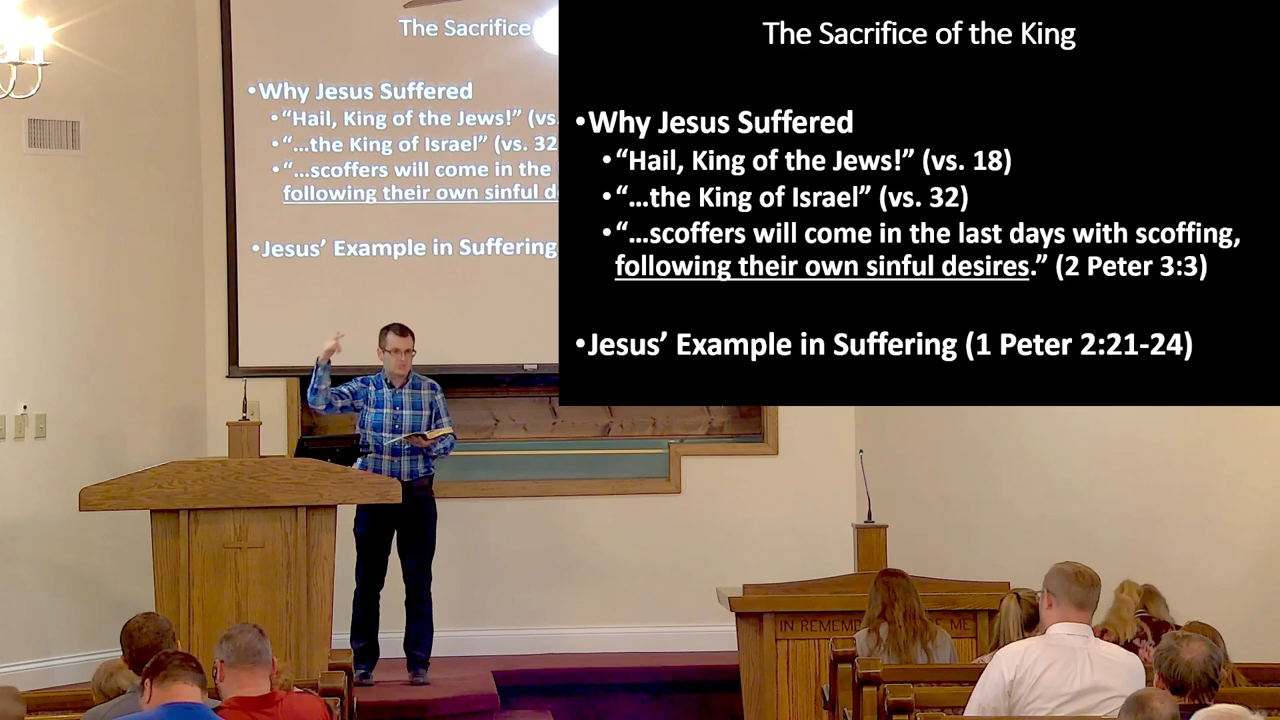 The Sacrifice
•Why Jesus Suffered
•“Hail, King of the Jews!” (vs.
•“...the King of Israel” (vs. 32
•“...scoffers will come in the
following their own sinful d
•Jesus’ Example in Suffering
The Sacrifice of the King
•Why Jesus Suffered
•“Hail, King of the Jews!” (vs. 18)
•“...the King of Israel” (vs. 32)
•“...scoffers will come in the last days with scoffing,
following their own sinful desires.” (2 Peter 3:3)
•Jesus’ Example in Suffering (1 Peter 2:21-24)
IN REMEMB ME